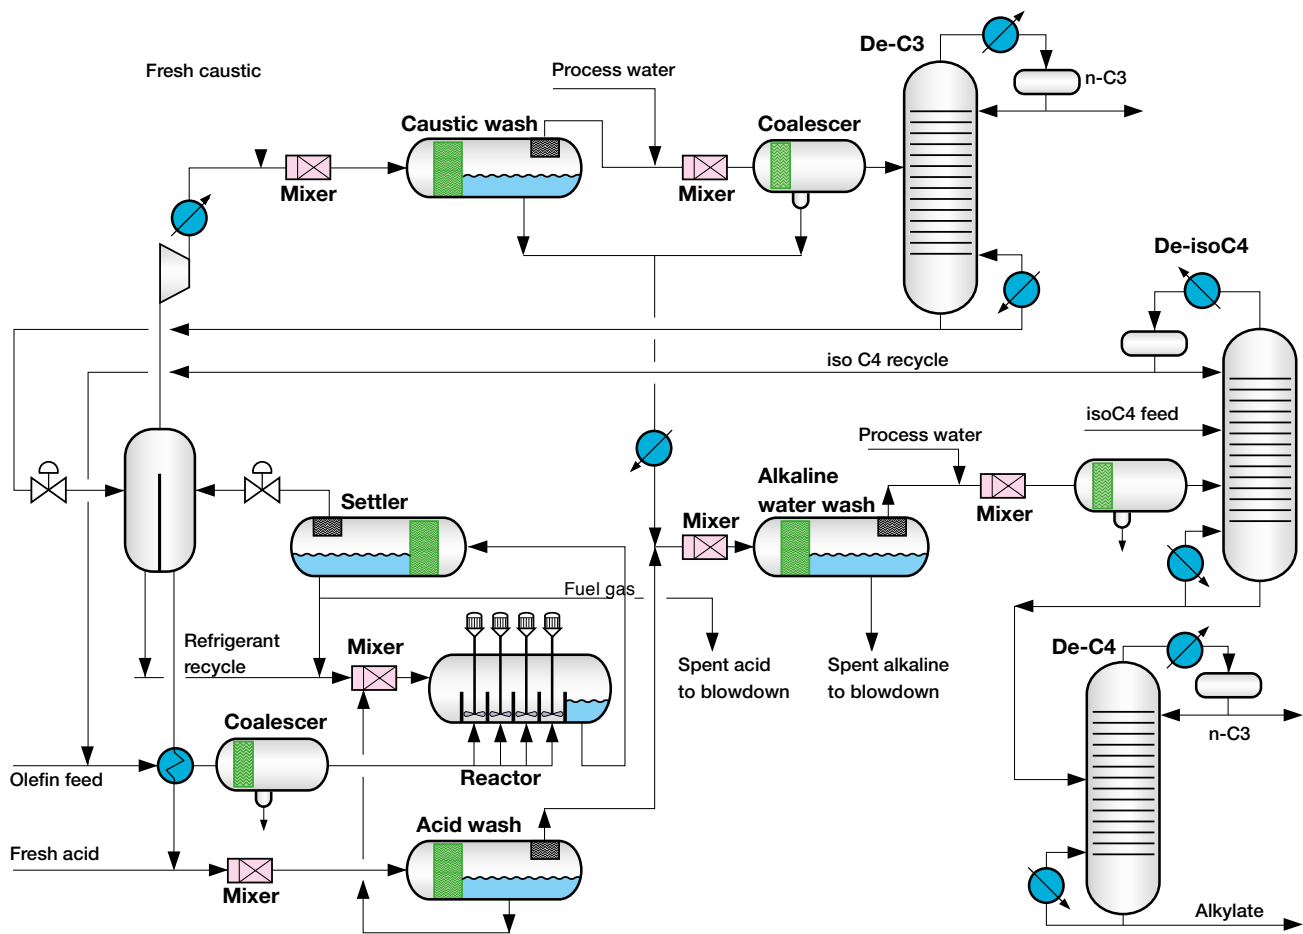 De-C3
Fresh caustic
Process water
n-C3
Caustic wash
Coalescer
Mixer
Mixer
De-isoC4
iso C4 recycle
isoC4 feed
Process water
Settler
Alkaline
water wash
Mixer
Mixer
Fuel gas
Refrigerant
recycle
Mixer
De-C4
Spent acid
to blowdown
Spent alkaline
to blowdown
Coalescer
n-C3
Olefin feed
Reactor
Acid wash
Fresh acid
Mixer
Alkylate